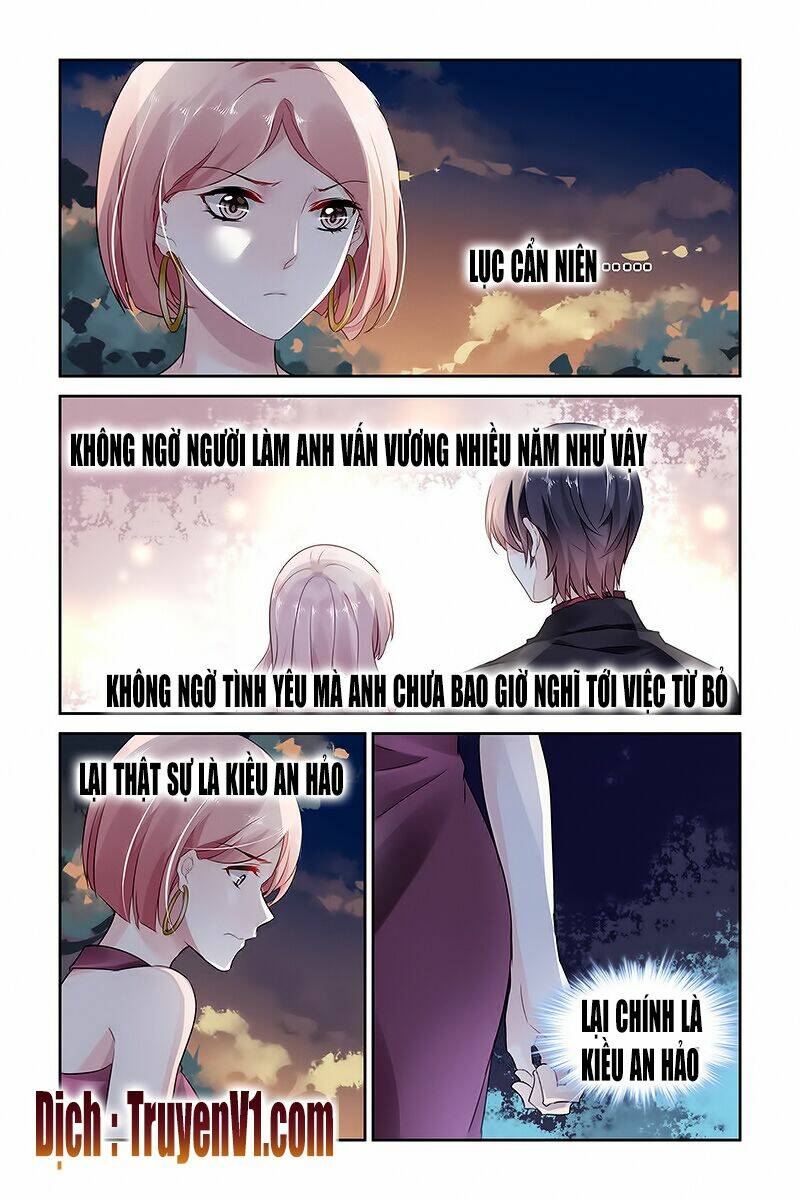 LỤC CẨN NIÊN ·····
KHÔNG NGỜ NGƯỜI LÀM ANH VẤN VƯƠNG NHIỀU NĂM NHƯ VẬY
KHÔNG NGỜ TÌNH YÊU MÀ ANH CHƯA BAO GIỜ NGHĨ TỚI VIỆC TỪ BỎ
LẠI THẬT SỰ LÀ KIỀU AN HẢO
LẠI CHÍNH LÀ
KIỀU AN HẢO
Dịch : TruyenV1.com